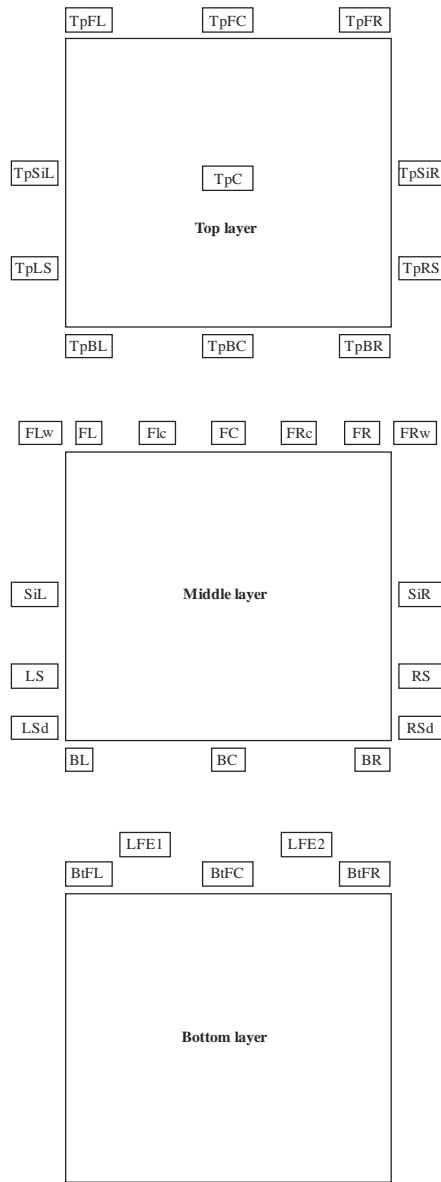 TpFL TpFC TpFR
TpSiL TpC TpSiR
Top layer
TpLS TpRS
TpBL TpBC TpBR
FLw FL Flc FC FRc FR FRw
SiL Middle layer SiR
LS RS
LSd RSd
BL BC BR
LFE1 LFE2
BtFL BtFC BtFR
Bottom layer